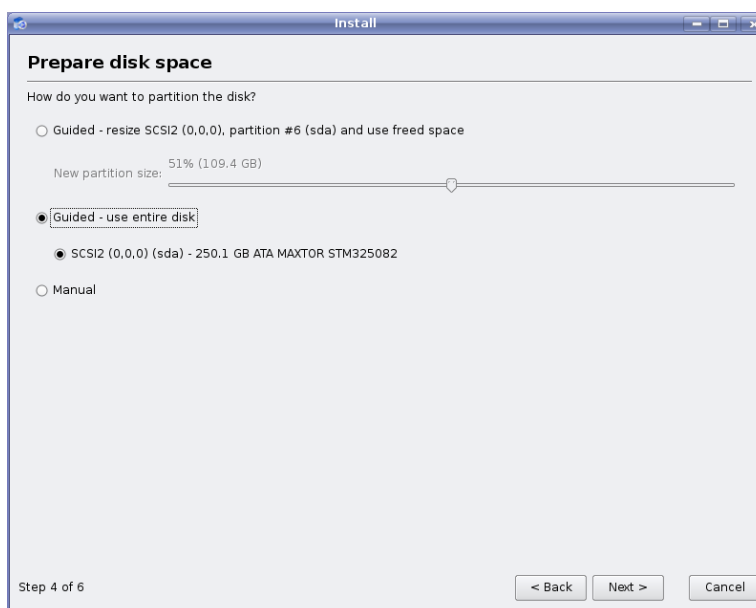 Install
Prepare disk space
How do you want to partition the disk?
Guided - resize SCSI2 (0,0,0), partition #6 (sda) and use freed space
51% (109.4 GB)
New partition size:
Guided - use entire disk
SCSI2 (0,0,0) (sda) - 250.1 GB ATA MAXTOR STM325082
Manual
Step 4 of 6
< Back Next > Cancel